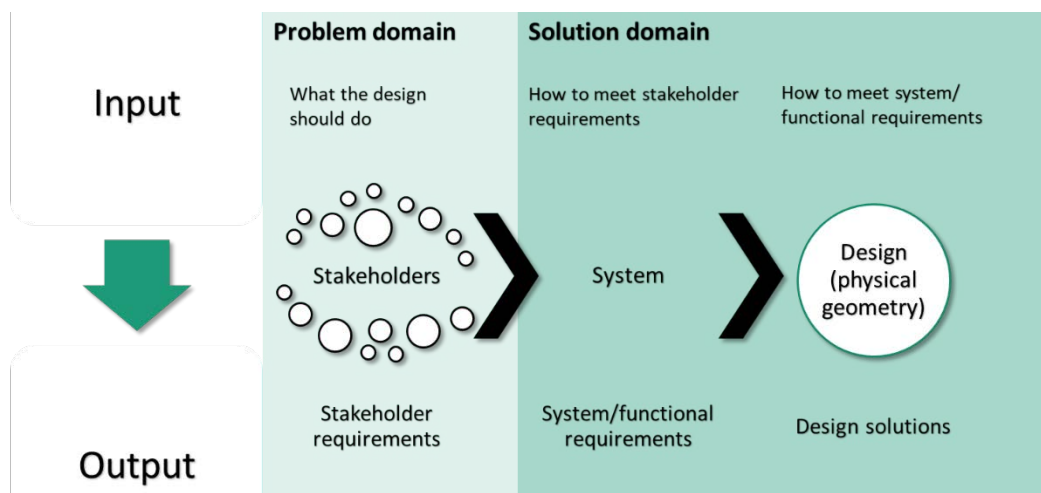 Problem domain
Solution domain
Input
What the design
should do
How to meet stakeholder
requirements
How to meet system/
functional requirements
Stakeholders
System
Design
(physical
geometry)
Output
Stakeholder
requirements
System/functional
requirements
Design solutions